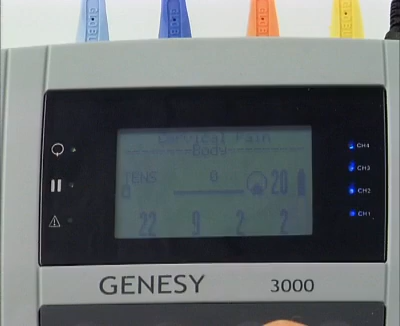 Cervical Pain
Body
TENS
0
20
22 9 2 2
CH4
CH3
CH2
CH1
GENESY 3000